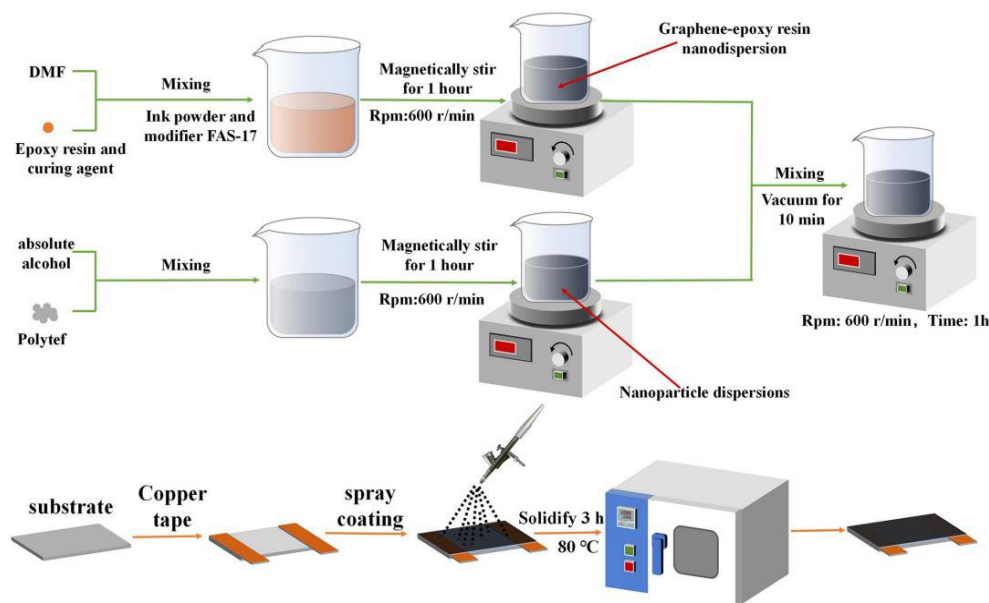 DMF
Epoxy resin and
curing agent
Mixing
Ink powder and
modifier FAS-17
Magnetically stir
for 1 hour
Rpm:600 r/min
Graphene-epoxy resin
nanodispersion
absolute
alcohol
Polytef
Mixing
Magnetically stir
for 1 hour
Rpm:600 r/min
Nanoparticle dispersions
Mixing
Vacuum for
10 min
Rpm: 600 r/min, Time: 1h
substrate
Copper
tape
spray
coating
Solidify 3 h
80 °C